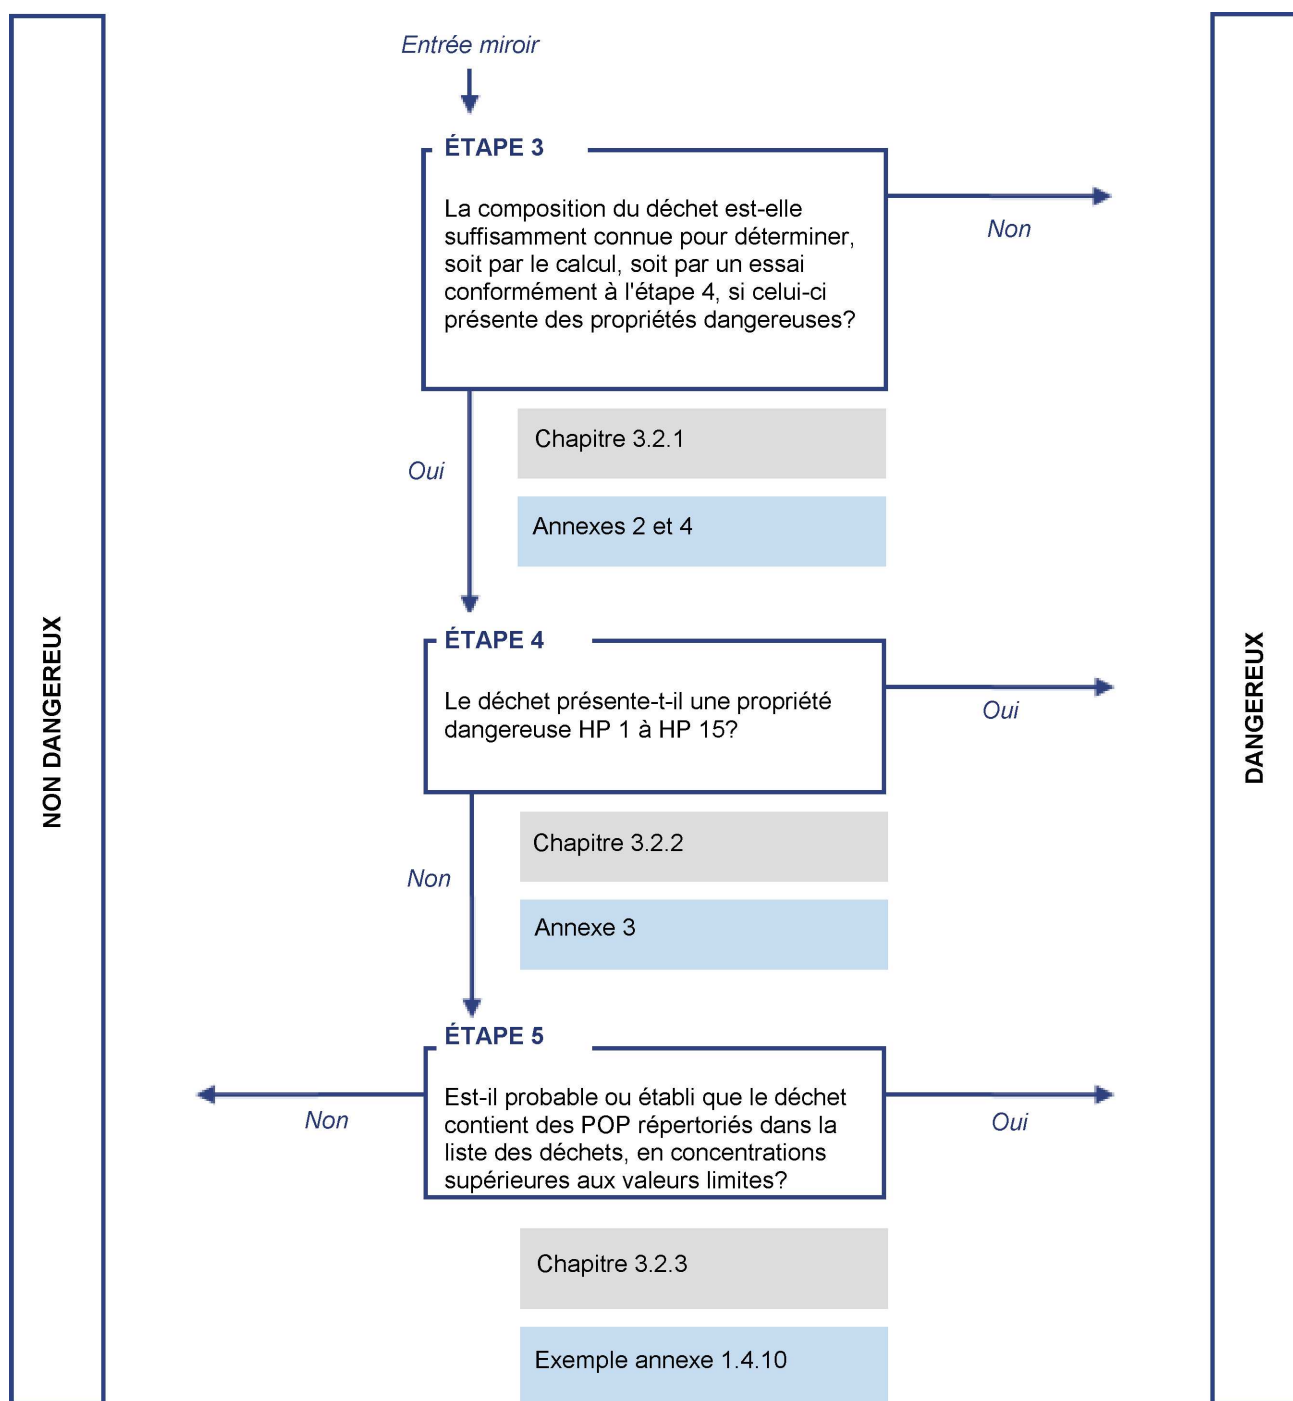 Entrée miroir
ÉTAPE 3
La composition du déchet est-elle
suffisamment connue pour déterminer,
soit par le calcul, soit par un essai
conformément à l'étape 4, si celui-ci
présente des propriétés dangereuses?
Non
Chapitre 3.2.1
Oui
Annexes 2 et 4
NON DANGEREUX
DANGEREUX
ÉTAPE 4
Le déchet présente-t-il une propriété
dangereuse HP 1 à HP 15?
Oui
Chapitre 3.2.2
Non
Annexe 3
ÉTAPE 5
Est-il probable ou établi que le déchet
contient des POP répertoriés dans la
liste des déchets, en concentrations
supérieures aux valeurs limites?
Non
Oui
Chapitre 3.2.3
Exemple annexe 1.4.10